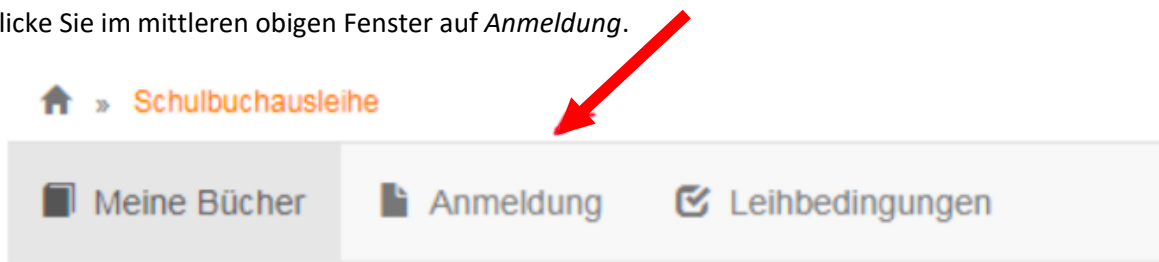 licke Sie im mittleren obigen Fenster auf Anmeldung.
» Schulbuchausleihe
Meine Bücher Anmeldung Leihbedingungen